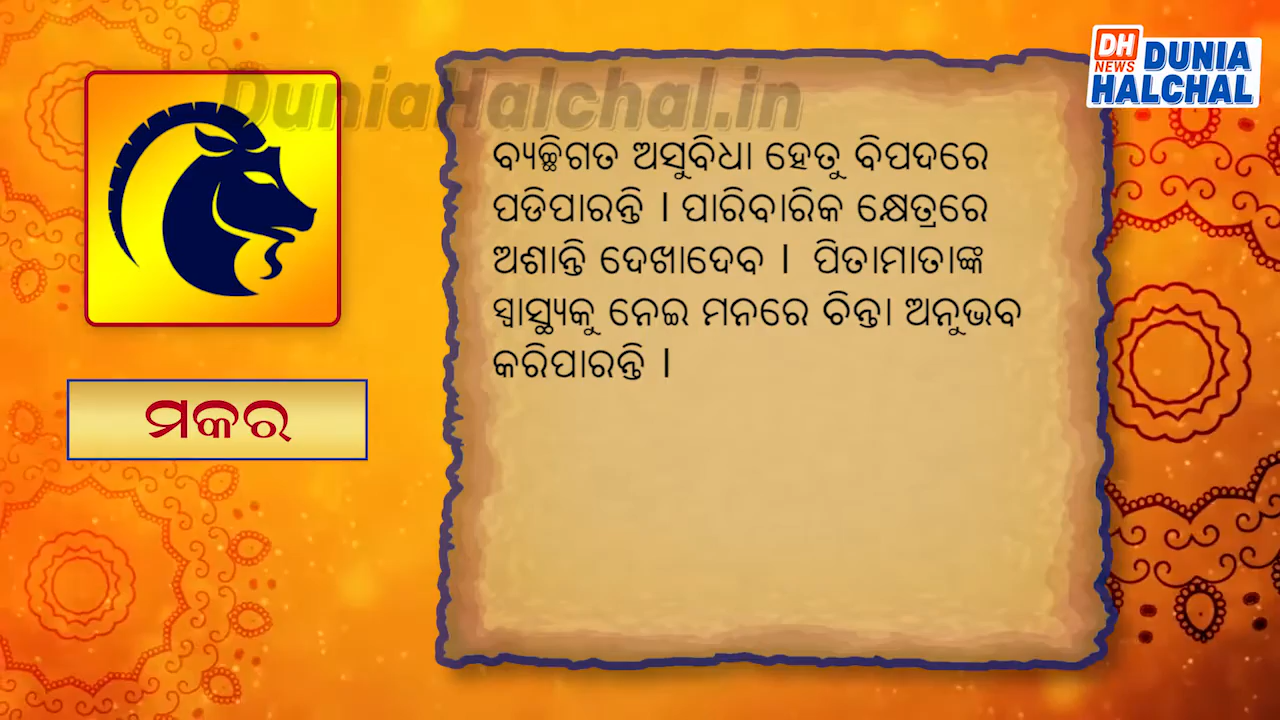 DH
NEWS
DUNIA
HALCHAL
DuniaHalchal.in
ବ୍ୟକ୍ତିଗତ ଅସୁବିଧା ହେତୁ ବିପଦରେ
ପଡିପାରନ୍ତି । ପାରିବାରିକ କ୍ଷେତ୍ରରେ
ଅଶାନ୍ତି ଦେଖାଦେବ । ପିତାମାତାଙ୍କ
ସ୍ୱାସ୍ଥ୍ୟକୁ ନେଇ ମନରେ ଚିନ୍ତା ଅନୁଭବ
କରିପାରନ୍ତି ।
ମକର